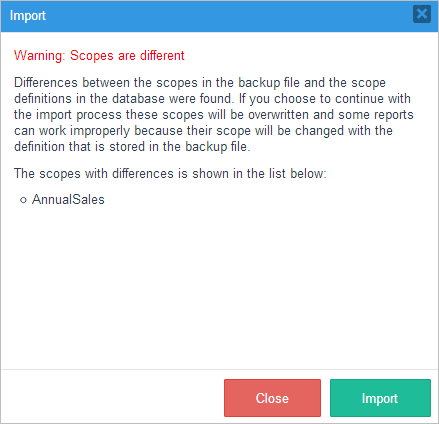 Import
Warning: Scopes are different
Differences between the scopes in the backup file and the scope
definitions in the database were found. If you choose to continue with
the import process these scopes will be overwritten and some reports
can work improperly because their scope will be changed with the
definition that is stored in the backup file.
The scopes with differences is shown in the list below:
AnnualSales
Close
Import